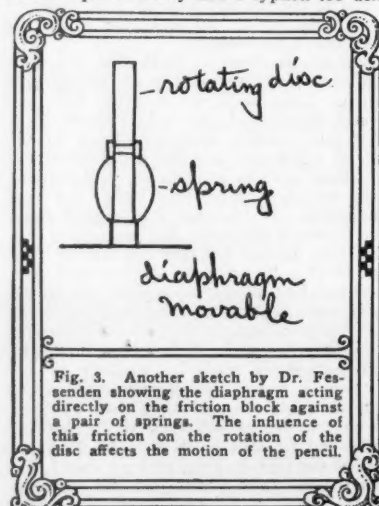 rotating disc
spring
diaphragm
movable
Fig. 3. Another sketch by Dr. Fes-
senden showing the diaphragm acting
directly on the friction block against
a pair of springs. The influence of
this friction on the rotation of the
disc affects the motion of the pencil.